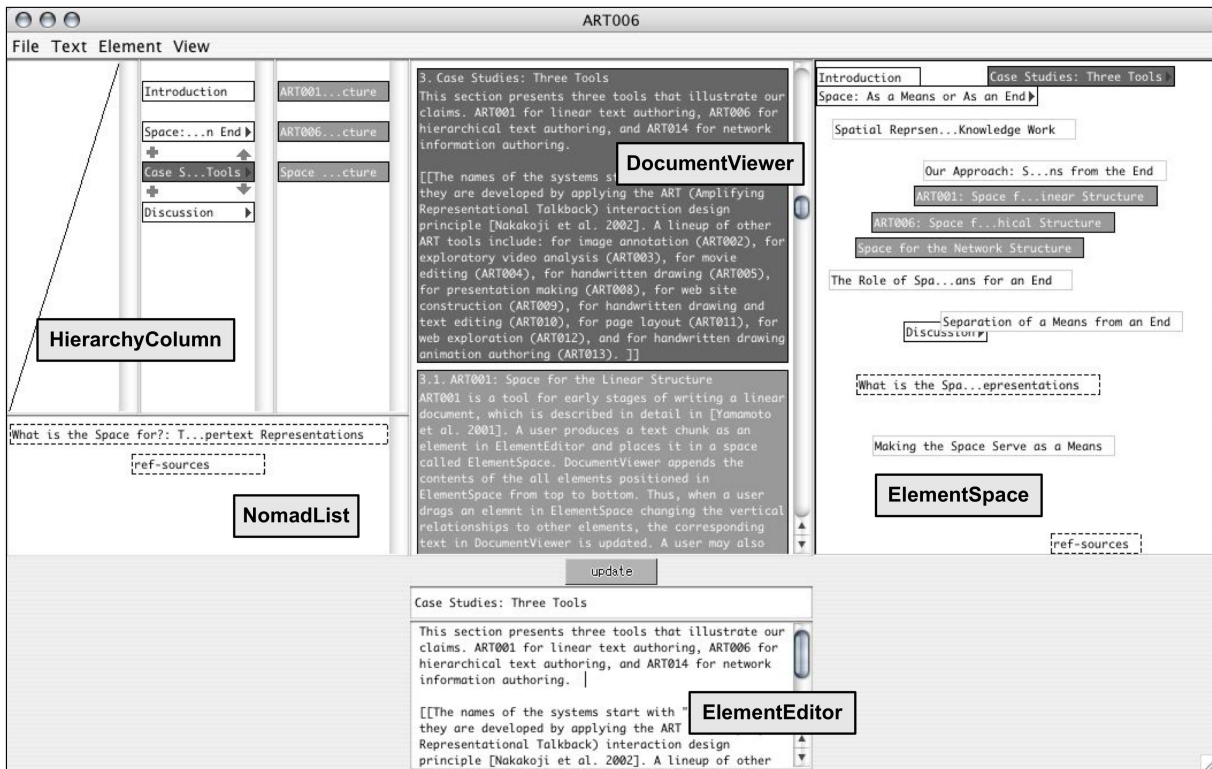 ART006
File Text Element View
Introduction
Space:...n End
Case S...Tools
Discussion
ART001...cture
ART006...cture
Space ...cture
HierarchyColumn
What is the Space for?: T...pertext Representations
ref-sources
NomadList
3. Case Studies: Three Tools
This section presents three tools that illustrate our
claims. ART001 for linear text authoring, ART006 for
hierarchical text authoring, and ART014 for network
information authoring.
DocumentViewer
[[The names of the systems start
they are developed by applying the ART (Amplifying
Representational Talkback) interaction design
principle [Nakakoji et al. 2002]. A lineup of other
ART tools include: for image annotation (ART002), for
exploratory video analysis (ART003), for movie
editing (ART004), for handwritten drawing (ART005),
for presentation making (ART008), for web site
construction (ART009), for handwritten drawing and
text editing (ART010), for page layout (ART011), for
web exploration (ART012), and for handwritten drawing
animation authoring (ART013). ]]
3.1. ART001: Space for the Linear Structure
ART001 is a tool for early stages of writing a linear
document, which is described in detail in [Yamamoto
et al. 2001]. A user produces a text chunk as an
element in ElementEditor and places it in a space
called ElementSpace. DocumentViewer appends the
contents of the all elements positioned in
ElementSpace from top to bottom. Thus, when a user
drags an elemnt in ElementSpace changing the vertical
relationships to other elements, the corresponding
text in DocumentViewer is updated. A user may also
Introduction
Case Studies: Three Tools
Space: As a Means or As an End
Spatial Reprsen...Knowledge Work
Our Approach: S...ns from the End
ART001: Space f...inear Structure
ART006: Space f...hical Structure
Space for the Network Structure
The Role of Spa...ans for an End
Separation of a Means from an End
Discussion
What is the Spa...epresentations
Making the Space Serve as a Means
ElementSpace
ref-sources
update
Case Studies: Three Tools
This section presents three tools that illustrate our
claims. ART001 for linear text authoring, ART006 for
hierarchical text authoring, and ART014 for network
information authoring.
[[The names of the systems start with "
ElementEditor
they are developed by applying the ART
Representational Talkback) interaction design
principle [Nakakoji et al. 2002]. A lineup of other